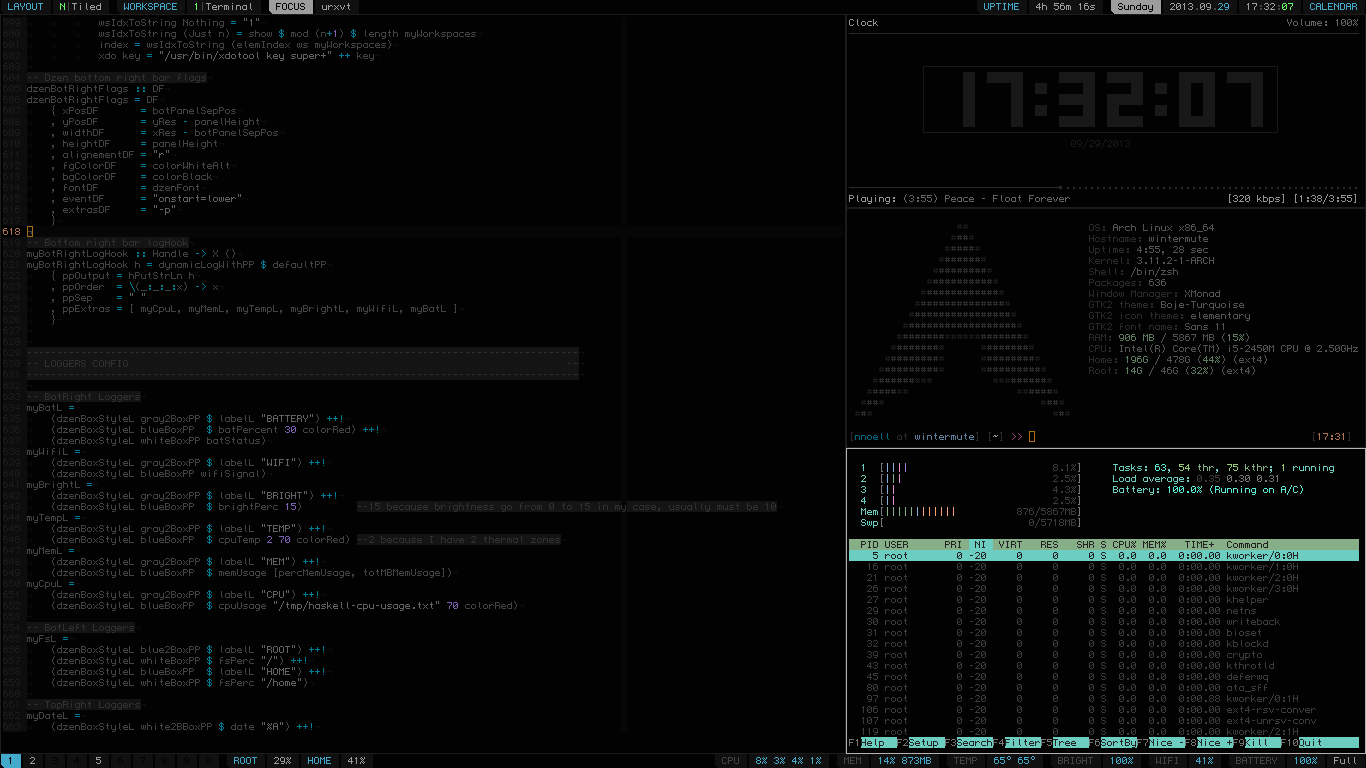 LAYOUT N|Tiled WORKSPACE 1|Terminal FOCUS urxvt UPTIME 4h 56m 16s Sunday 2013.09.29 17:32:07 CALENDAR
599 wsIdxToString Nothing = "1"
600 wsIdxToString (Just n) = show $ mod (n+1) $ length myWorkspaces
601 index = wsIdxToString (elemIndex ws myWorkspaces)
602 xdo key = "/usr/bin/xdotool key super+" ++ key
603
604 -- Dzen bottom right bar flags
605 dzenBotRightFlags :: DF
606 dzenBotRightFlags = DF
607 { xPosDF = botPanelSepPos
608 , yPosDF = yRes - panelHeight
609 , widthDF = xRes - botPanelSepPos
610 , heightDF = panelHeight
611 , alignementDF = "r"
612 , fgColorDF = colorWhiteAlt
613 , bgColorDF = colorBlack
614 , fontDF = dzenFont
615 , eventDF = "onstart=lower"
616 , extrasDF = "-p"
617 }
618
619 -- Bottom right bar logHook
620 myBotRightLogHook :: Handle -> X ()
621 myBotRightLogHook h = dynamicLogWithPP $ defaultPP
622 { ppOutput = hPutStrLn h
623 , ppOrder = \(_:_:_:x) -> x
624 , ppSep = " "
625 , ppExtras = [ myCpuL, myMemL, myTempL, myBrightL, myWifiL, myBatL ]
626 }
627
628
629
630 -- LOGGERS CONFIG
631
632
633 -- BotRight Loggers
634 myBatL =
635 (dzenBoxStyleL gray2BoxPP $ labelL "BATTERY") ++!
636 (dzenBoxStyleL blueBoxPP $ batPercent 30 colorRed) ++!
637 (dzenBoxStyleL whiteBoxPP batStatus)
638 myWifiL =
639 (dzenBoxStyleL gray2BoxPP $ labelL "WIFI") ++!
640 (dzenBoxStyleL blueBoxPP wifiSignal)
641 myBrightL =
642 (dzenBoxStyleL gray2BoxPP $ labelL "BRIGHT") ++!
643 (dzenBoxStyleL blueBoxPP $ brightPerc 15) --15 because brightness go from 0 to 15 in my case, usually must be 10
644 myTempL =
645 (dzenBoxStyleL gray2BoxPP $ labelL "TEMP") ++!
646 (dzenBoxStyleL blueBoxPP $ cpuTemp 2 70 colorRed) --2 because I have 2 thermal zones
647 myMemL =
648 (dzenBoxStyleL gray2BoxPP $ labelL "MEM") ++!
649 (dzenBoxStyleL blueBoxPP $ memUsage [percMemUsage, totMBMemUsage])
650 myCpuL =
651 (dzenBoxStyleL gray2BoxPP $ labelL "CPU") ++!
652 (dzenBoxStyleL blueBoxPP $ cpuUsage "/tmp/haskell-cpu-usage.txt" 70 colorRed)
653
654 -- BotLeft Loggers
655 myFsL =
656 (dzenBoxStyleL blue2BoxPP $ labelL "ROOT") ++!
657 (dzenBoxStyleL whiteBoxPP $ fsPerc "/") ++!
658 (dzenBoxStyleL blueBoxPP $ labelL "HOME") ++!
659 (dzenBoxStyleL whiteBoxPP $ fsPerc "/home")
660
661 -- TopRight Loggers
662 myDateL =
(dzenBoxStyleL white2BBoxPP $ date "%A") ++!
Clock Volume: 100%
17:32:07
09/29/2013
Playing: (3:55) Peace - Float Forever [320 kbps] [1:38/3:55]
OS: Arch Linux x86_64
Hostname: wintermute
Uptime: 4:55, 28 sec
Kernel: 3.11.2-1-ARCH
Shell: /bin/zsh
Packages: 636
Window Manager: XMonad
GTK2 theme: Boje-Turquoise
GTK2 icon theme: elementary
GTK2 font name: Sans 11
RAM: 906 MB / 5867 MB (15%)
CPU: Intel(R) Core(TM) i5-2450M CPU @ 2.50GHz
Home: 196G / 478G (44%) (ext4)
Root: 14G / 46G (32%) (ext4)
[nnoell at wintermute] [~] >> [17:31]
1 [|||| 8.1%] Tasks: 63, 54 thr, 75 kthr; 1 running
2 [||| 2.5%] Load average: 0.35 0.30 0.31
3 [|| 4.3%] Battery: 100.0% (Running on A/C)
4 [|| 2.5%]
Mem[||||||||||||| 876/5867MB]
Swp[ 0/5718MB]
PID USER PRI NI VIRT RES SHR S CPU% MEM% TIME+ Command
5 root 0 -20 0 0 0 S 0.0 0.0 0:00.00 kworker/0:0H
16 root 0 -20 0 0 0 S 0.0 0.0 0:00.00 kworker/1:0H
21 root 0 -20 0 0 0 S 0.0 0.0 0:00.00 kworker/2:0H
26 root 0 -20 0 0 0 S 0.0 0.0 0:00.00 kworker/3:0H
27 root 0 -20 0 0 0 S 0.0 0.0 0:00.00 khelper
29 root 0 -20 0 0 0 S 0.0 0.0 0:00.00 netns
30 root 0 -20 0 0 0 S 0.0 0.0 0:00.00 writeback
31 root 0 -20 0 0 0 S 0.0 0.0 0:00.00 bioset
32 root 0 -20 0 0 0 S 0.0 0.0 0:00.00 kblockd
39 root 0 -20 0 0 0 S 0.0 0.0 0:00.00 crypto
43 root 0 -20 0 0 0 S 0.0 0.0 0:00.00 kthrotld
45 root 0 -20 0 0 0 S 0.0 0.0 0:00.00 deferwq
80 root 0 -20 0 0 0 S 0.0 0.0 0:00.00 ata_sff
97 root 0 -20 0 0 0 S 0.0 0.0 0:00.88 kworker/0:1H
106 root 0 -20 0 0 0 S 0.0 0.0 0:00.00 ext4-rsv-conver
107 root 0 -20 0 0 0 S 0.0 0.0 0:00.00 ext4-unrsv-conv
119 root 0 -20 0 0 0 S 0.0 0.0 0:00.00 kworker/2:1H
F1Help F2Setup F3SearchF4FilterF5Tree F6SortByF7Nice -F8Nice +F9Kill F10Quit
1 2 3 4 5 6 7 8 9 0 ROOT 29% HOME 41% CPU 8% 3% 4% 1% MEM 14% 873MB TEMP 65° 65° BRIGHT 100% WIFI 41% BATTERY 100% Full